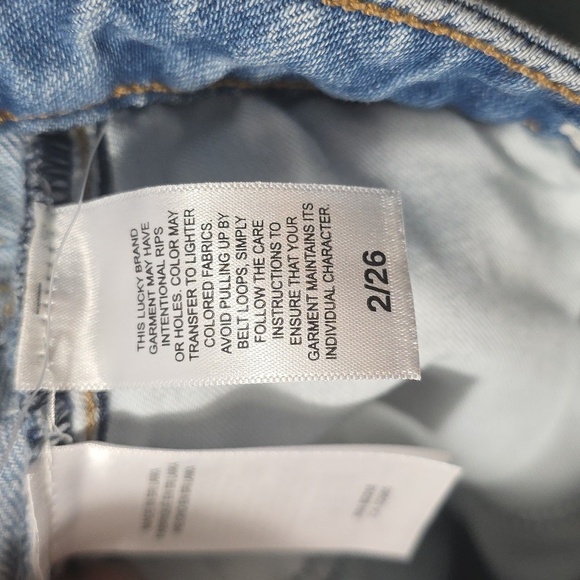 THIS LUCKY BRAND
GARMENT MAY HAVE
INTENTIONAL RIPS
OR HOLES. COLOR MAY
TRANSFER TO LIGHTER
COLORED FABRICS.
AVOID PULLING UP BY
BELT LOOPS, SIMPLY
FOLLOW THE CARE
INSTRUCTIONS TO
ENSURE THAT YOUR
GARMENT MAINTAINS ITS
INDIVIDUAL CHARACTER.
2/26